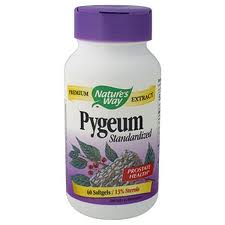 Nature's Way
PREMIUM EXTRACT
Pygeum
Standardized
PROSTATE
HEALTH
60 Softgels / 13% Sterols